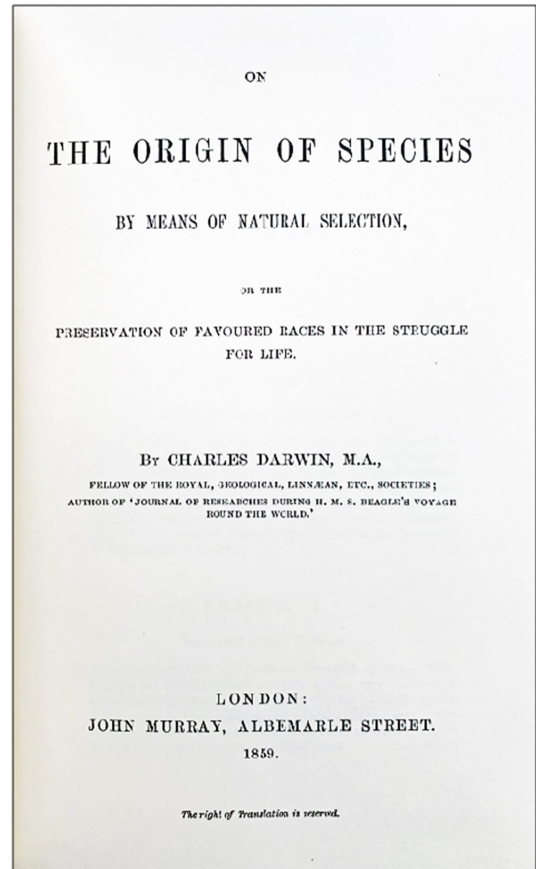 ON
THE ORIGIN OF SPECIES
BY MEANS OF NATURAL SELECTION,
OR THE
PRESERVATION OF FAVOURED RACES IN THE STRUGGLE
FOR LIFE.
BY CHARLES DARWIN, M.A.,
FELLOW OF THE ROYAL, GEOLOGICAL, LINNÆAN, ETC., SOCIETIES;
AUTHOR OF 'JOURNAL OF RESEARCHES DURING H. M. S. BEAGLE'S VOYAGE
ROUND THE WORLD.'
LONDON:
JOHN MURRAY, ALBEMARLE STREET.
1859.
The right of Translation is reserved.